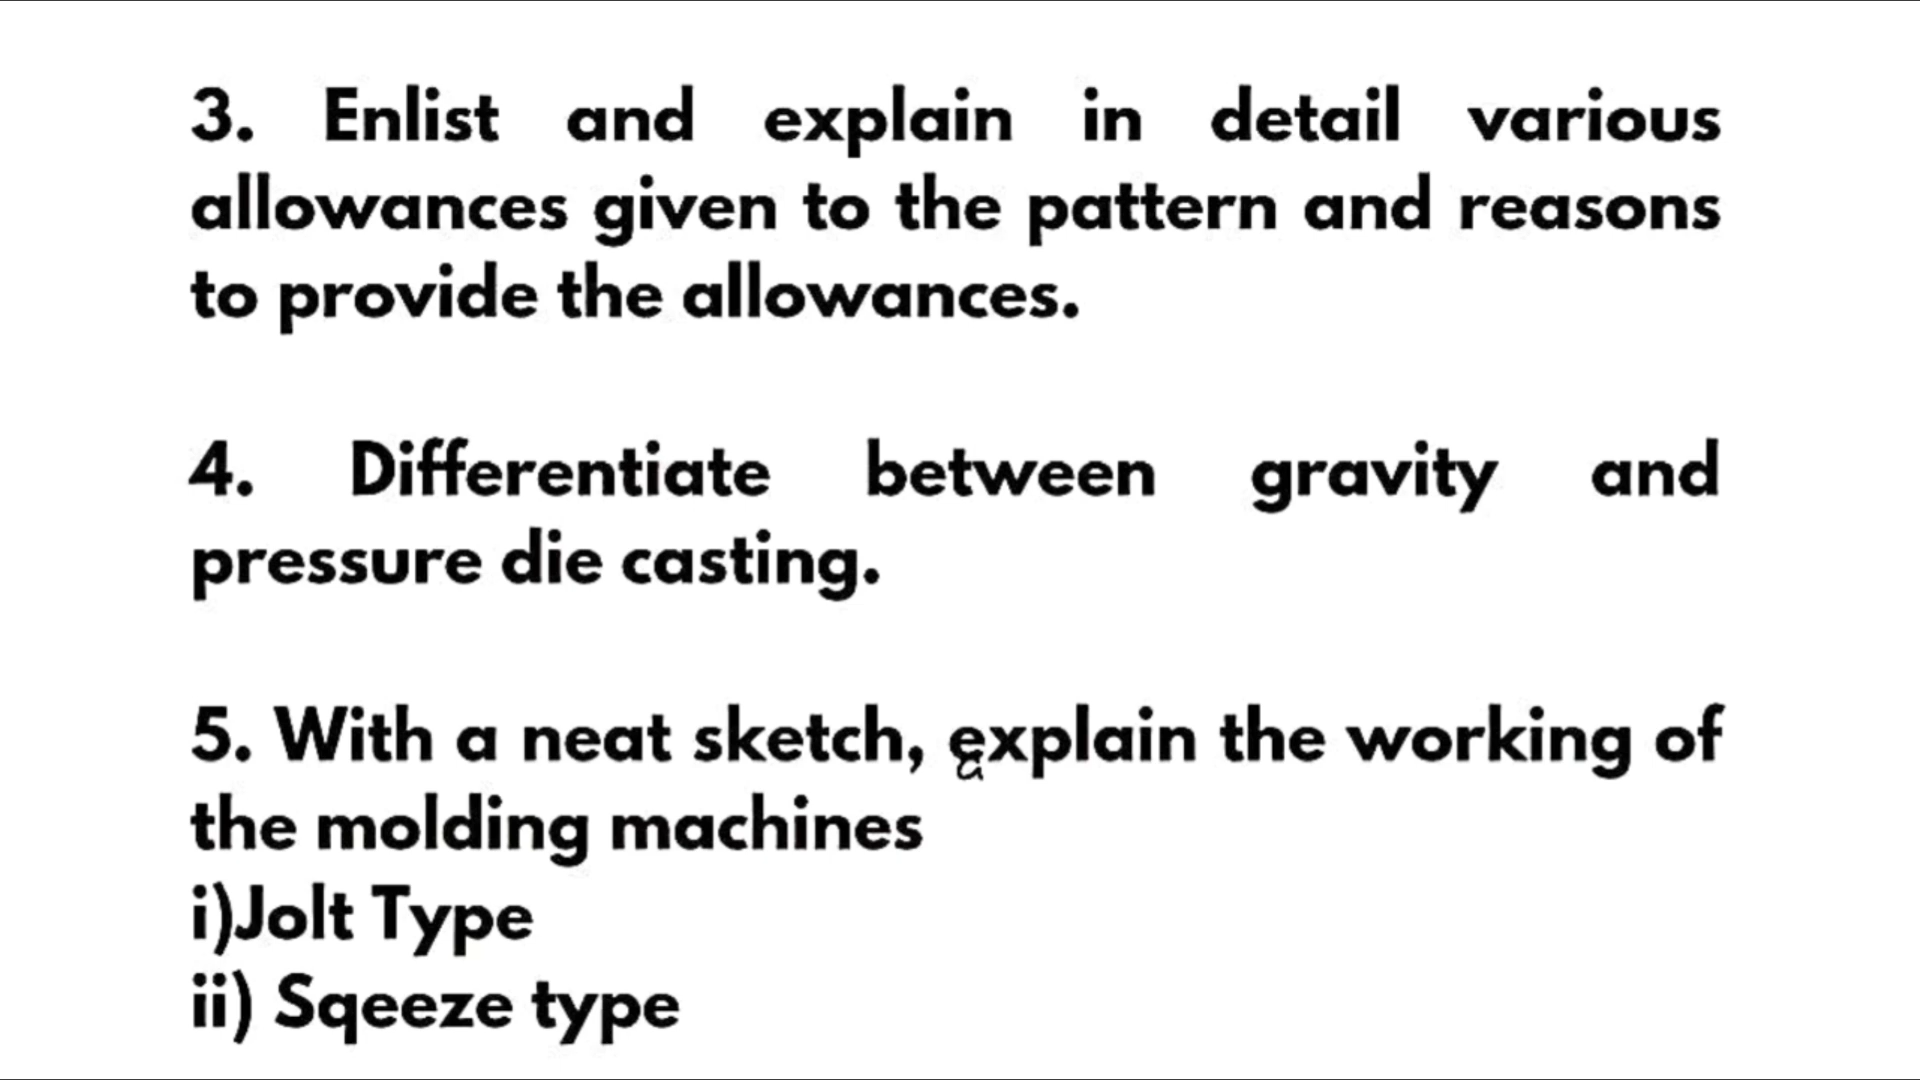 3. Enlist and explain in detail various
allowances given to the pattern and reasons
to provide the allowances.
4. Differentiate between gravity and
pressure die casting.
5. With a neat sketch, explain the working of
the molding machines
i)Jolt Type
ii) Sqeeze type